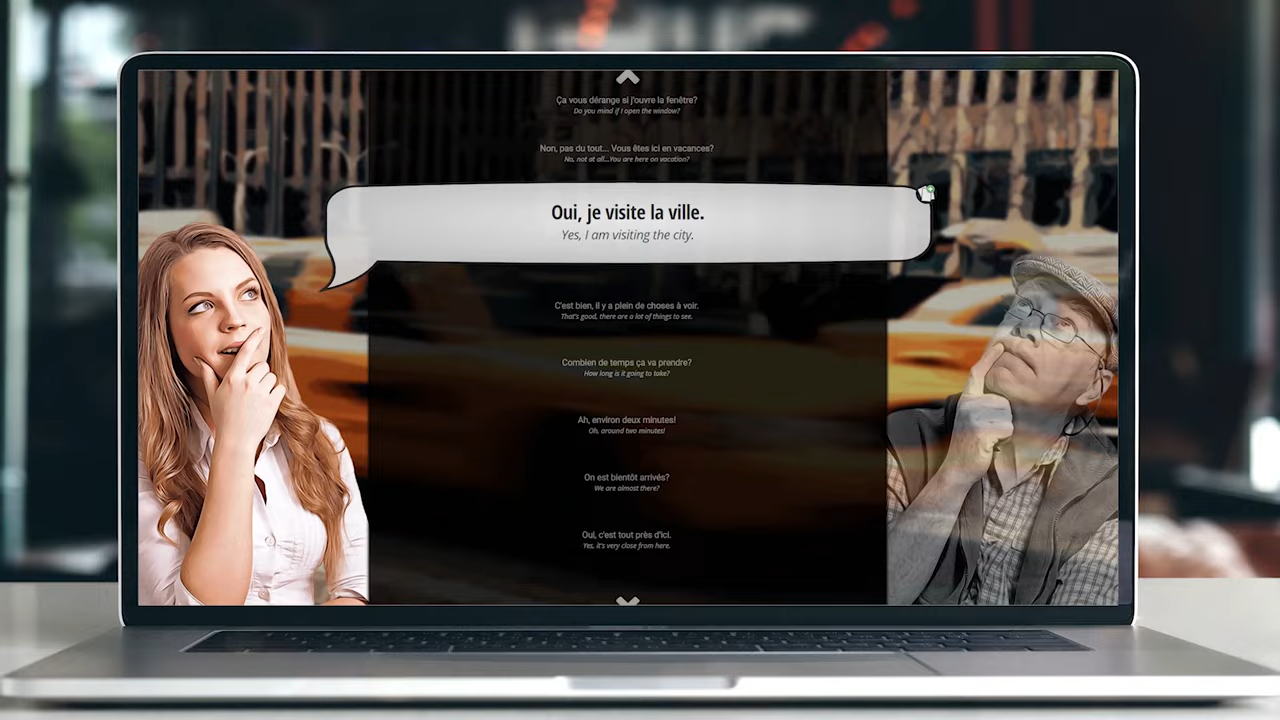 Ça vous dérange si j'ouvre la fenêtre?
Do you mind if I open the window?
Non, pas du tout... Vous êtes ici en vacances?
No, not at all...You are here on vacation?
Oui, je visite la ville.
Yes, I am visiting the city.
C'est bien, il y a plein de choses à voir.
That's good, there are a lot of things to see.
Combien de temps ça va prendre?
How long is it going to take?
Ah, environ deux minutes!
Oh, around two minutes!
On est bientôt arrivés?
We are almost there?
Oui, c'est tout près d'ici.
Yes, it's very close from here.